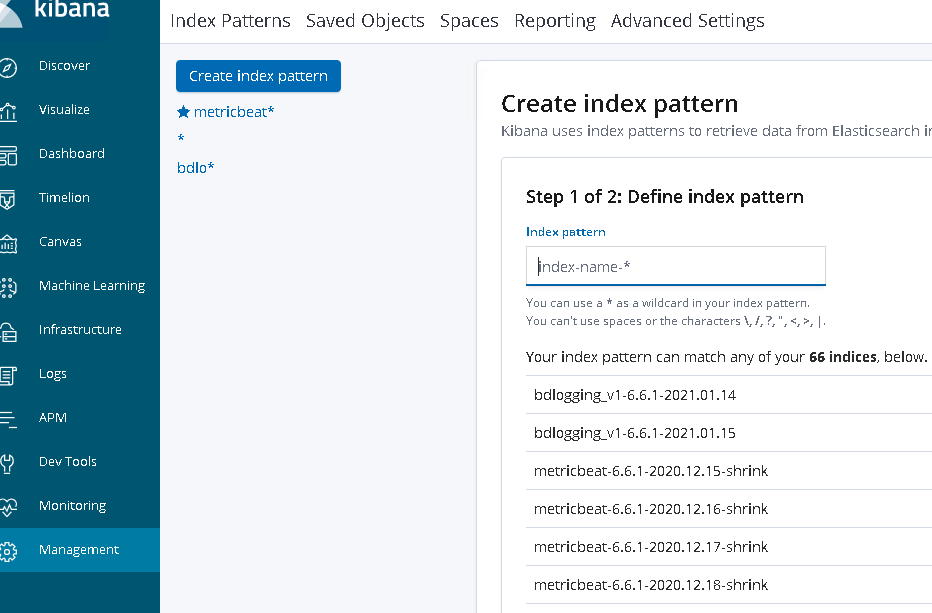 kibana
Discover
Visualize
Dashboard
Timelion
Canvas
Machine Learning
Infrastructure
Logs
APM
Dev Tools
Monitoring
Management
Index Patterns Saved Objects Spaces Reporting Advanced Settings
Create index pattern
★ metricbeat*
*
bdlo*
Create index pattern
Kibana uses index patterns to retrieve data from Elasticsearch
Step 1 of 2: Define index pattern
Index pattern
index-name-*
You can use a * as a wildcard in your index pattern.
You can't use spaces or the characters \, /, ?, ", <, >, |.
Your index pattern can match any of your 66 indices, below.
bdlogging_v1-6.6.1-2021.01.14
bdlogging_v1-6.6.1-2021.01.15
metricbeat-6.6.1-2020.12.15-shrink
metricbeat-6.6.1-2020.12.16-shrink
metricbeat-6.6.1-2020.12.17-shrink
metricbeat-6.6.1-2020.12.18-shrink